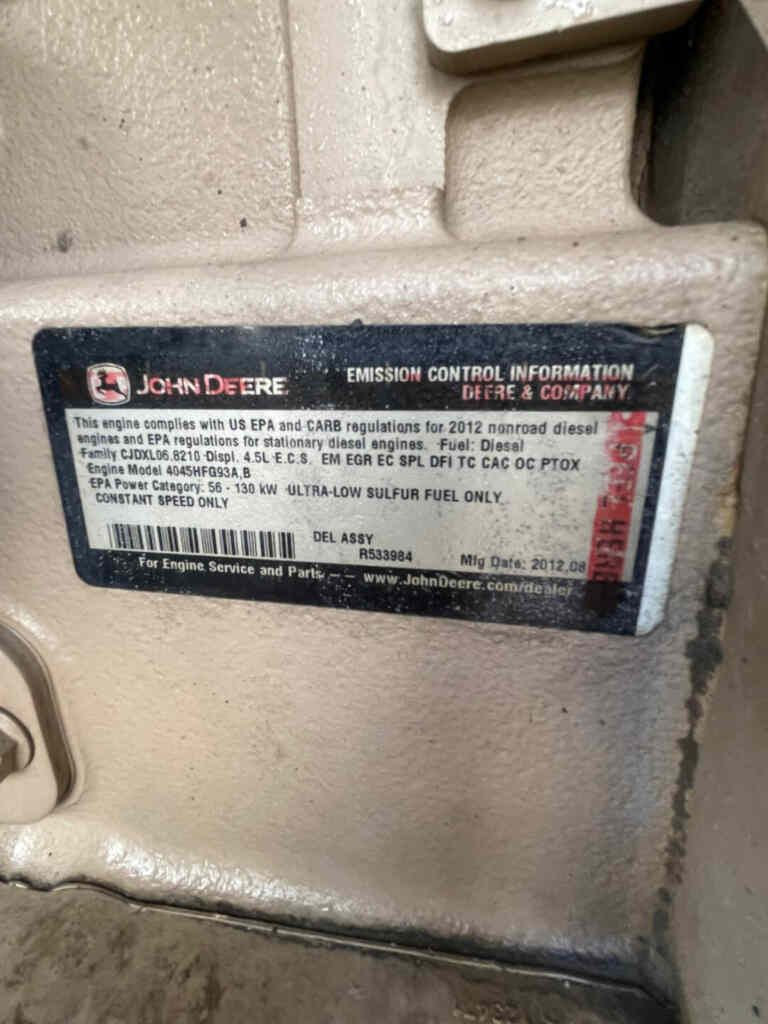 JOHN DEERE
EMISSION CONTROL INFORMATION
DEERE & COMPANY
This engine complies with US EPA and CARB regulations for 2012 nonroad diesel
engines and EPA regulations for stationary diesel engines. Fuel: Diesel
Family CJDXL06.8210 Displ. 4.5L E.C.S. EM EGR EC SPL DFI TC CAC OC PTOX
Engine Model 4045HFG93A,B
EPA Power Category: 56 - 130 kW ULTRA-LOW SULFUR FUEL ONLY
CONSTANT SPEED ONLY
DEL ASSY
R533984
Mfg Date: 2012,08
For Engine Service and Parts - - www.JohnDeere.com/dealer